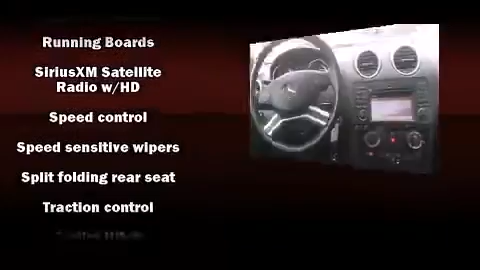 Running Boards
SiriusXM Satellite
Radio w/HD
Speed control
Speed sensitive wipers
Split folding rear seat
Traction control